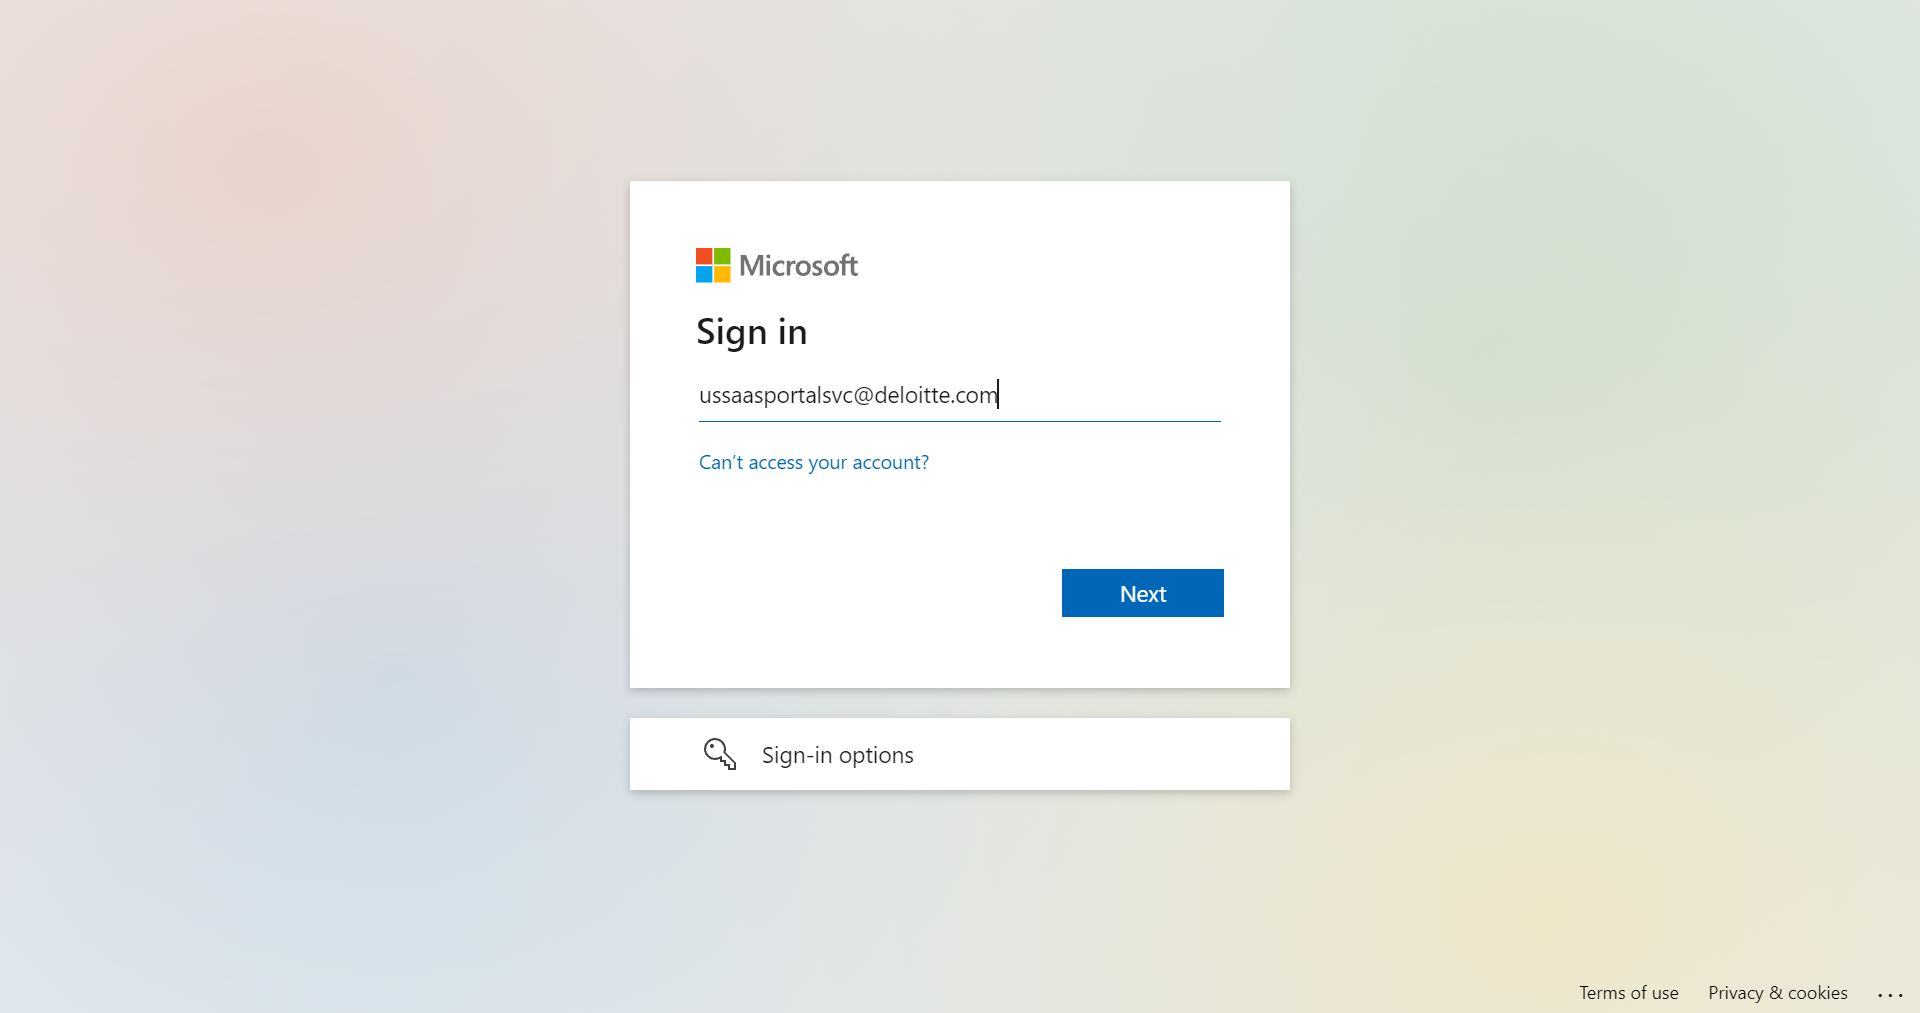 Microsoft
Sign in
ussaasportalsvc@deloitte.com
Can't access your account?
Next
Sign-in options
Terms of use
Privacy & cookies
...